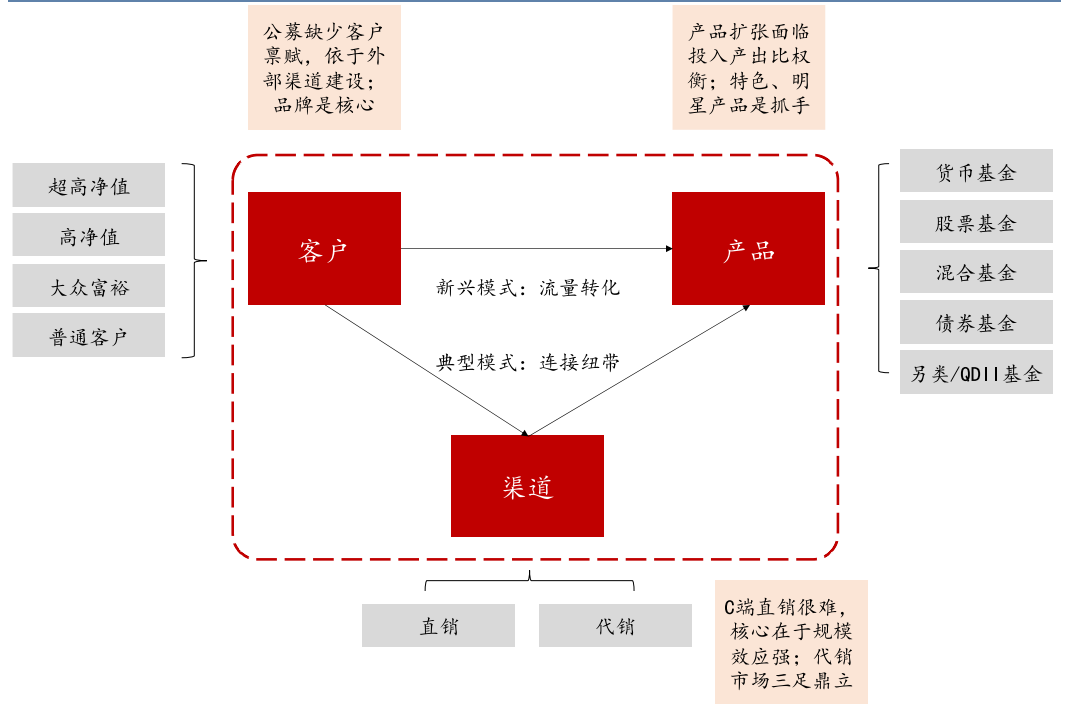 公募缺少客户
禀赋，依于外
部渠道建设；
品牌是核心
产品扩张面临
投入产出比权
衡；特色、明
星产品是抓手
超高净值
高净值
大众富裕
普通客户
客户
产品
新兴模式：流量转化
典型模式：连接纽带
渠道
货币基金
股票基金
混合基金
债券基金
另类/QDII基金
直销
代销
C端直销很难，
核心在于规模
效应强；代销
市场三足鼎立